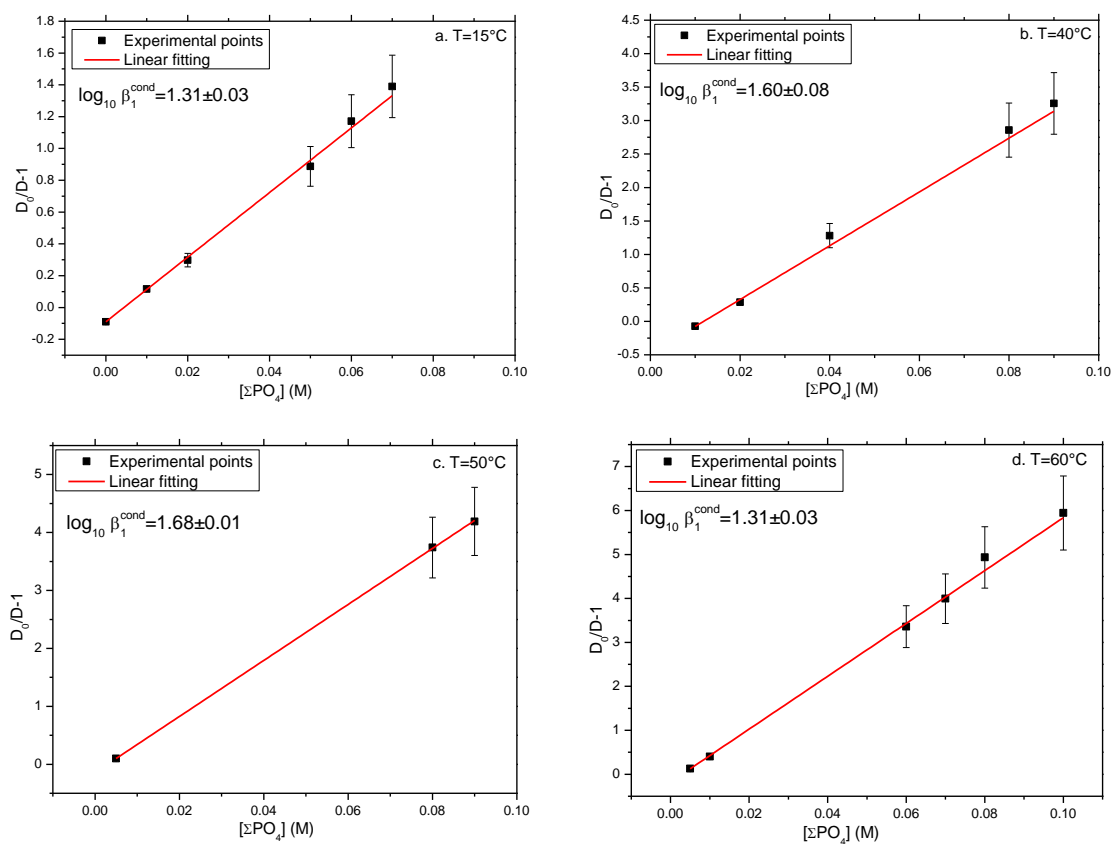 a. T=15°C
Experimental points
Linear fitting
log₁₀ β₁^cond=1.31±0.03
D₀/D-1
1.8
1.6
1.4
1.2
1.0
0.8
0.6
0.4
0.2
0.0
-0.2
0.00 0.02 0.04 0.06 0.08 0.10
[ΣPO₄] (M)
b. T=40°C
Experimental points
Linear fitting
log₁₀ β₁^cond=1.60±0.08
D₀/D-1
4.5
4.0
3.5
3.0
2.5
2.0
1.5
1.0
0.5
0.0
-0.5
0.00 0.02 0.04 0.06 0.08 0.10
[ΣPO₄] (M)
c. T=50°C
Experimental points
Linear fitting
log₁₀ β₁^cond=1.68±0.01
D₀/D-1
5
4
3
2
1
0
0.00 0.02 0.04 0.06 0.08 0.10
[ΣPO₄] (M)
d. T=60°C
Experimental points
Linear fitting
log₁₀ β₁^cond=1.31±0.03
D₀/D-1
7
6
5
4
3
2
1
0
0.00 0.02 0.04 0.06 0.08 0.10
[ΣPO₄] (M)